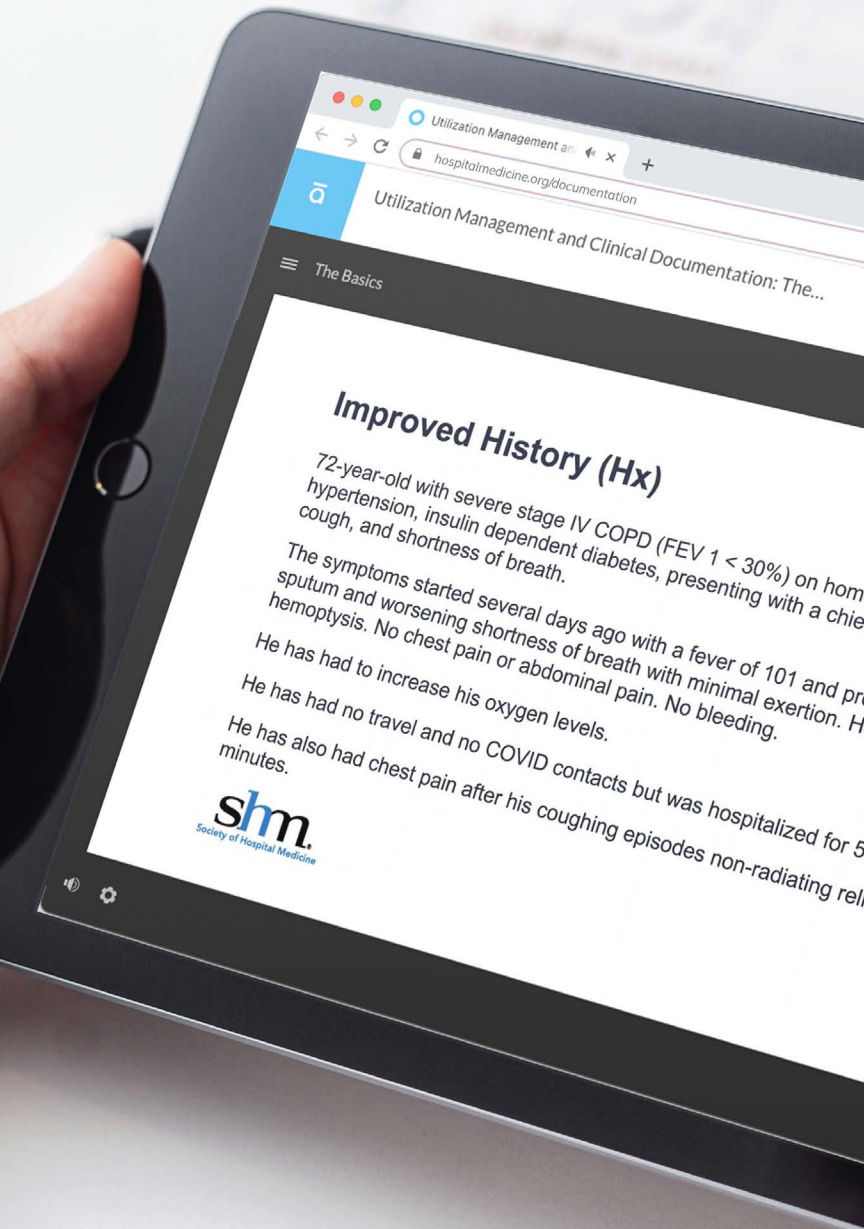 Utilization Management an
hospitalmedicine.org/documentation
ā
Utilization Management and Clinical Documentation: The...
The Basics
Improved History (Hx)
72-year-old with severe stage IV COPD (FEV 1 < 30%) on hom
hypertension, insulin dependent diabetes, presenting with a chie
cough, and shortness of breath.
The symptoms started several days ago with a fever of 101 and pr
sputum and worsening shortness of breath with minimal exertion. H
hemoptysis. No chest pain or abdominal pain. No bleeding.
He has had to increase his oxygen levels.
He has had no travel and no COVID contacts but was hospitalized for 5
He has also had chest pain after his coughing episodes non-radiating reli
minutes.
shm.
Society of Hospital Medicine